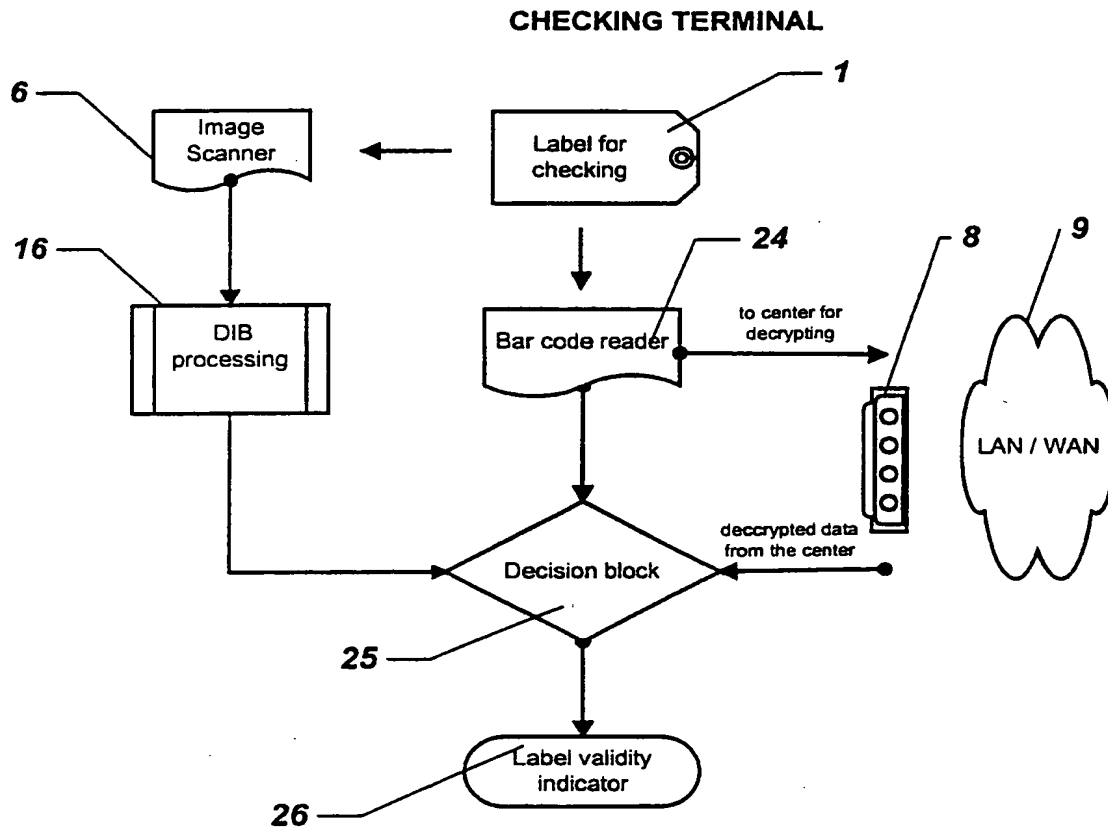 CHECKING TERMINAL
1
6
Image
Scanner
Label for
checking
16
24
8
9
DIB
processing
Bar code reader
to center for
decrypting
LAN / WAN
deccrypted data
from the center
Decision block
25
Label validity
indicator
26